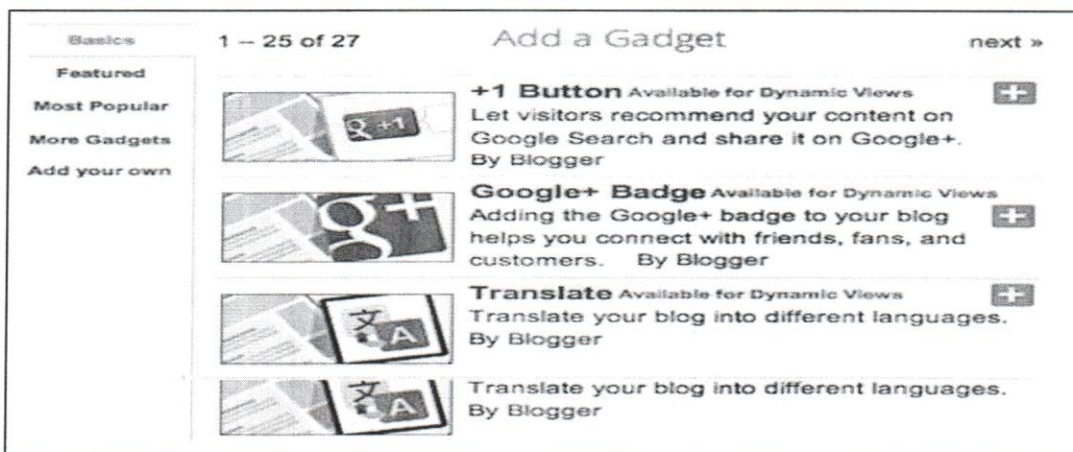 Basics
Featured
Most Popular
More Gadgets
Add your own
1 – 25 of 27
Add a Gadget
next »
+1 Button Available for Dynamic Views
Let visitors recommend your content on
Google Search and share it on Google+.
By Blogger
g +1
Google+ Badge Available for Dynamic Views
Adding the Google+ badge to your blog
helps you connect with friends, fans, and
customers. By Blogger
g+
Translate Available for Dynamic Views
Translate your blog into different languages.
By Blogger
文 A
Translate your blog into different languages.
By Blogger
文 A